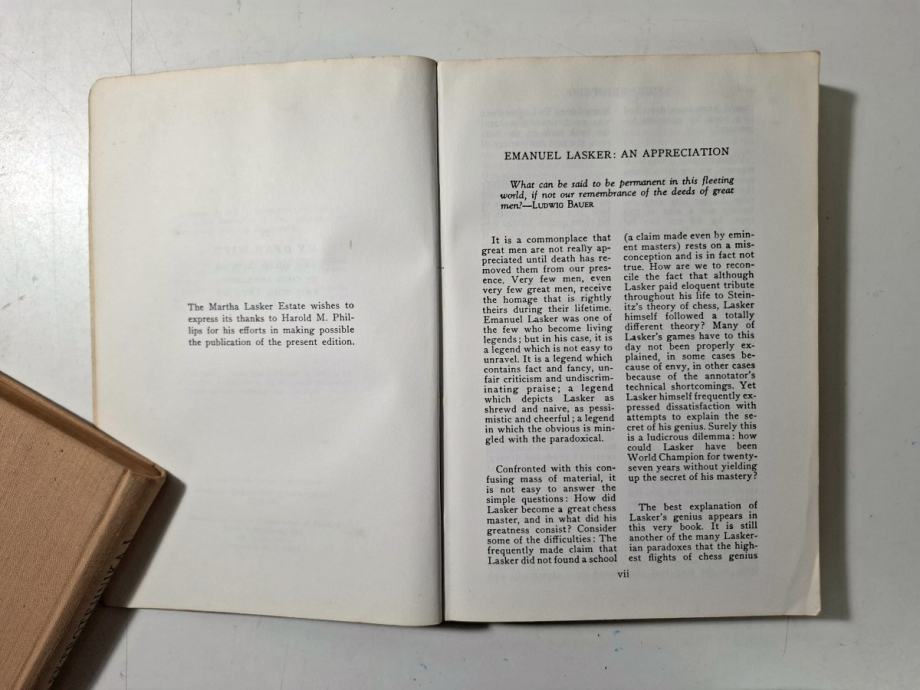 The Martha Lasker Estate wishes to
express its thanks to Harold M. Phil-
lips for his efforts in making possible
the publication of the present edition.
EMANUEL LASKER: AN APPRECIATION
What can be said to be permanent in this fleeting
world, if not our remembrance of the deeds of great
men?—LUDWIG BAUER
It is a commonplace that
great men are not really ap-
preciated until death has re-
moved them from our pres-
ence. Very few men, even
very few great men, receive
the homage that is rightly
theirs during their lifetime.
Emanuel Lasker was one of
the few who become living
legends; but in his case, it is
a legend which is not easy to
unravel. It is a legend which
contains fact and fancy, un-
fair criticism and undiscrim-
inating praise; a legend
which depicts Lasker as
shrewd and naive, as pessi-
mistic and cheerful; a legend
in which the obvious is min-
gled with the paradoxical.
Confronted with this con-
fusing mass of material, it
is not easy to answer the
simple questions: How did
Lasker become a great chess
master, and in what did his
greatness consist? Consider
some of the difficulties: The
frequently made claim that
Lasker did not found a school
(a claim made even by emin-
ent masters) rests on a mis-
conception and is in fact not
true. How are we to recon-
cile the fact that although
Lasker paid eloquent tribute
throughout his life to Stein-
itz's theory of chess, Lasker
himself followed a totally
different theory? Many of
Lasker's games have to this
day not been properly ex-
plained, in some cases be-
cause of envy, in other cases
because of the annotator's
technical shortcomings. Yet
Lasker himself frequently ex-
pressed dissatisfaction with
attempts to explain the se-
cret of his genius. Surely this
is a ludicrous dilemma: how
could Lasker have been
World Champion for twenty-
seven years without yielding
up the secret of his mastery?
The best explanation of
Lasker's genius appears in
this very book. It is still
another of the many Lasker-
ian paradoxes that the high-
est flights of chess genius
vii